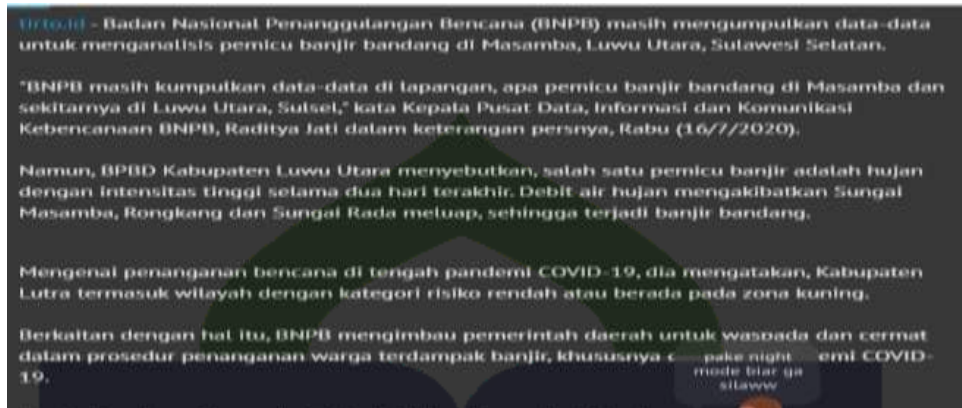 tirto.id - Badan Nasional Penanggulangan Bencana (BNPB) masih mengumpulkan data-data
untuk menganalisis pemicu banjir bandang di Masamba, Luwu Utara, Sulawesi Selatan.
"BNPB masih kumpulkan data-data di lapangan, apa pemicu banjir bandang di Masamba dan
sekitarnya di Luwu Utara, Sulsel," kata Kepala Pusat Data, Informasi dan Komunikasi
Kebencanaan BNPB, Raditya Jati dalam keterangan persnya, Rabu (16/7/2020).
Namun, BPBD Kabupaten Luwu Utara menyebutkan, salah satu pemicu banjir adalah hujan
dengan intensitas tinggi selama dua hari terakhir. Debit air hujan mengakibatkan Sungai
Masamba, Rongkang dan Sungai Rada meluap, sehingga terjadi banjir bandang.
Mengenai penanganan bencana di tengah pandemi COVID-19, dia mengatakan, Kabupaten
Lutra termasuk wilayah dengan kategori risiko rendah atau berada pada zona kuning.
Berkaitan dengan hal itu, BNPB mengimbau pemerintah daerah untuk waspada dan cermat
dalam prosedur penanganan warga terdampak banjir, khususnya emi COVID-
19.
pake night
mode biar ga
silaww